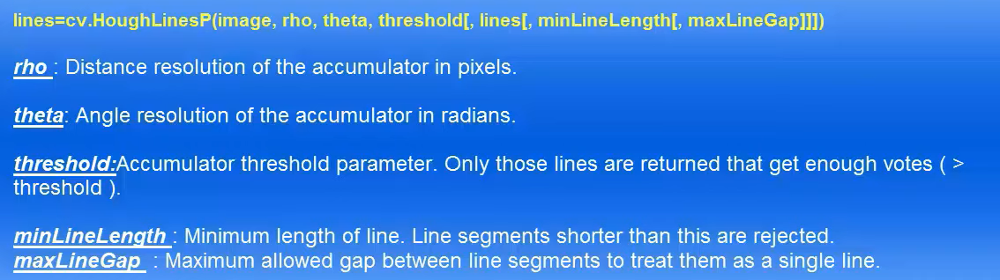 lines=cv.HoughLinesP(image, rho, theta, threshold[, lines[, minLineLength[, maxLineGap]]])
rho : Distance resolution of the accumulator in pixels.
theta: Angle resolution of the accumulator in radians.
threshold:Accumulator threshold parameter. Only those lines are returned that get enough votes ( >
threshold ).
minLineLength : Minimum length of line. Line segments shorter than this are rejected.
maxLineGap : Maximum allowed gap between line segments to treat them as a single line.